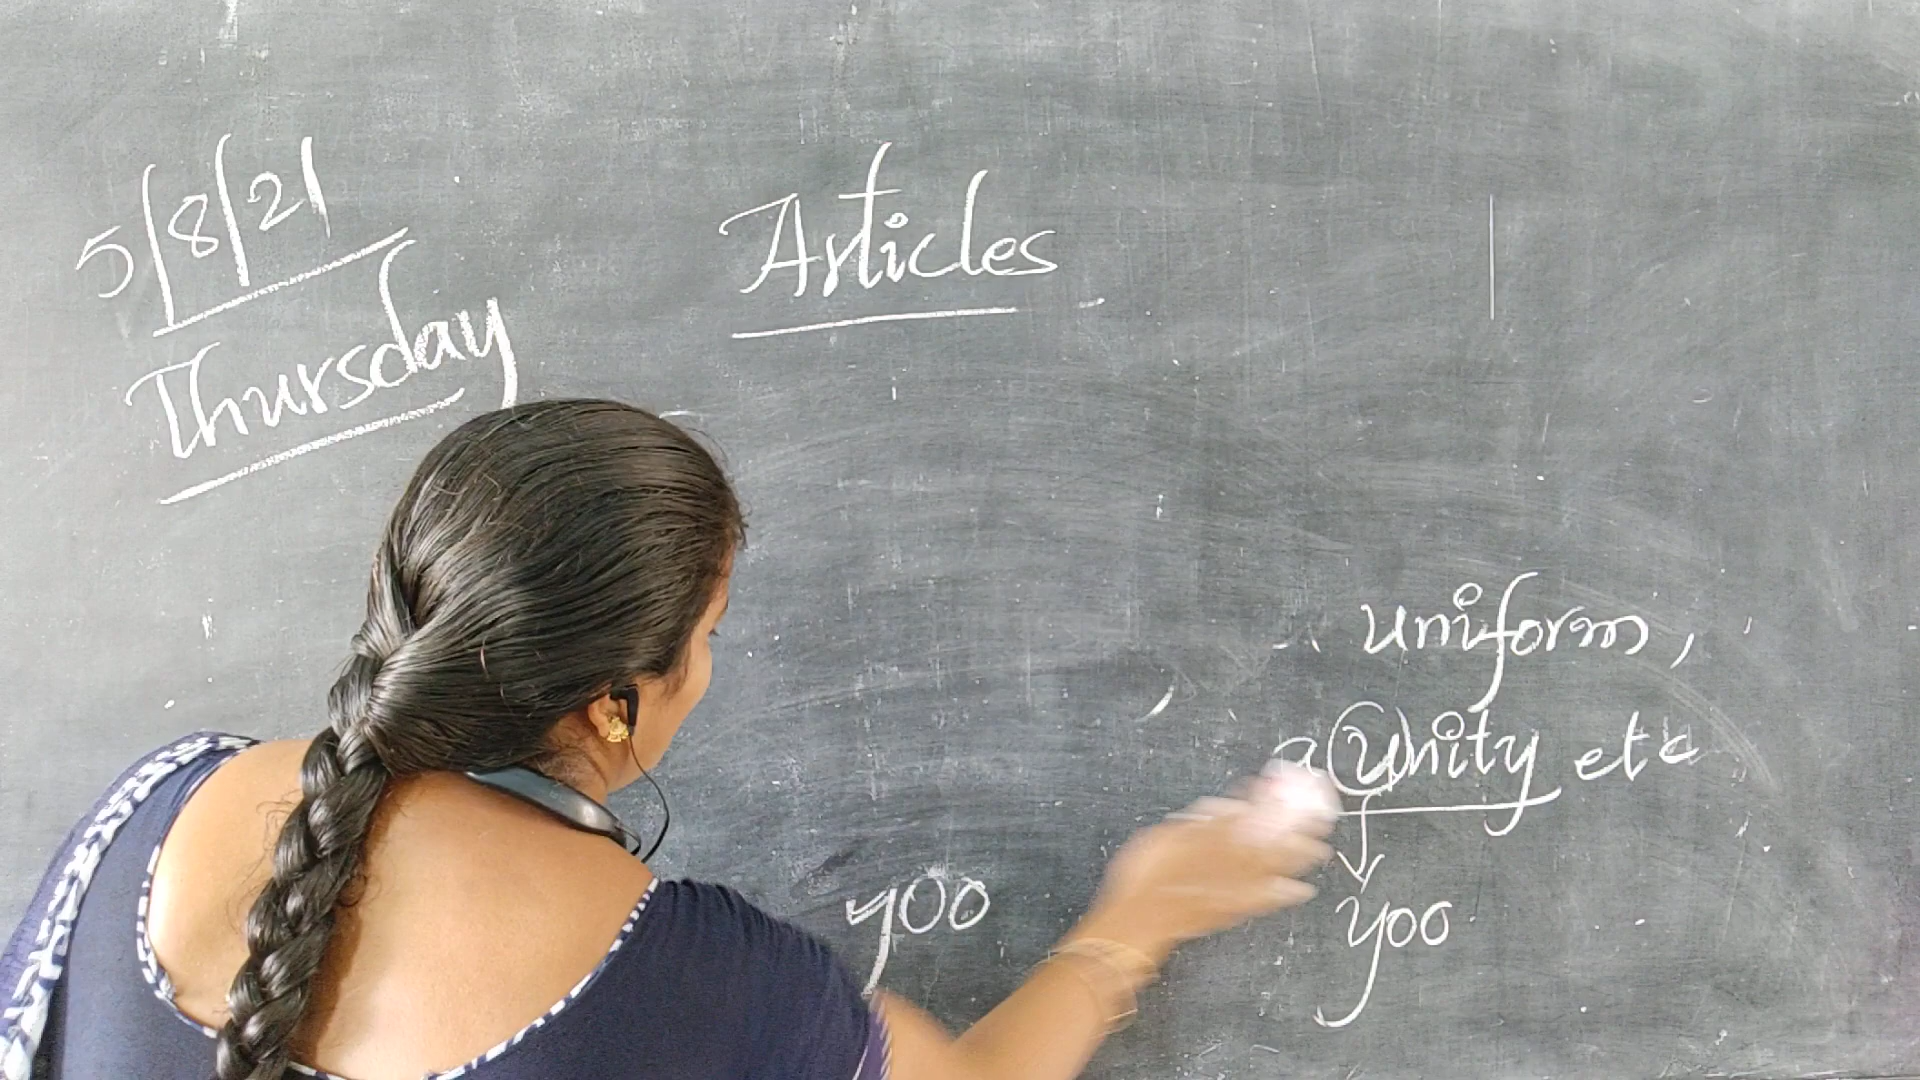 5/8/21
Thursday
Articles
uniform,
a unity etc
yoo
yoo